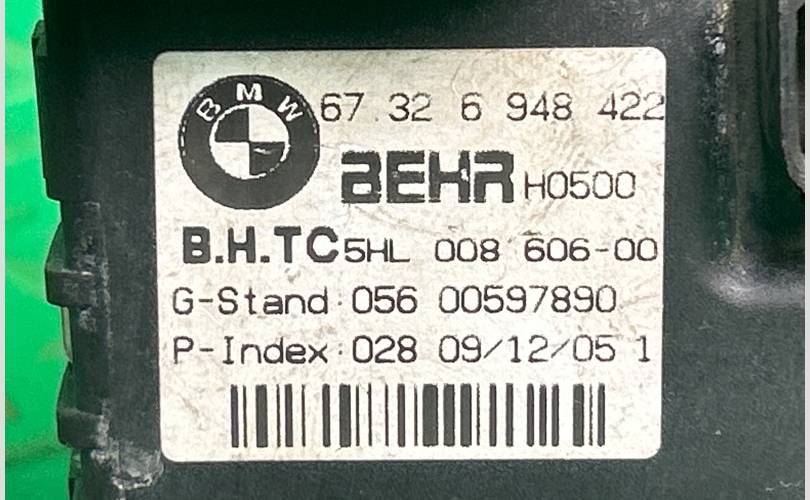 BMW 67.32 6 948 422
BEHR H0500
B.H.TC 5HL 008 606-00
G-Stand: 056 00597890
P-Index: 028 09/12/05 1